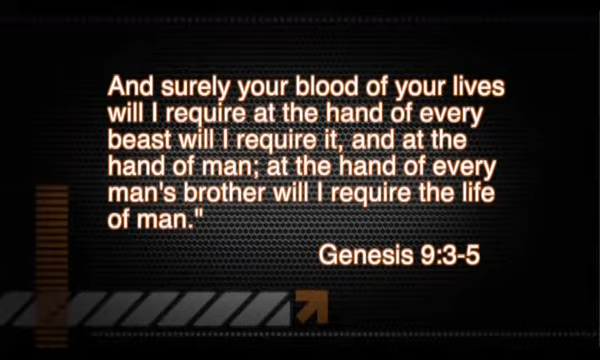 And surely your blood of your lives
will I require at the hand of every
beast will I require it, and at the
hand of man; at the hand of every
man's brother will I require the life
of man."
Genesis 9:3-5